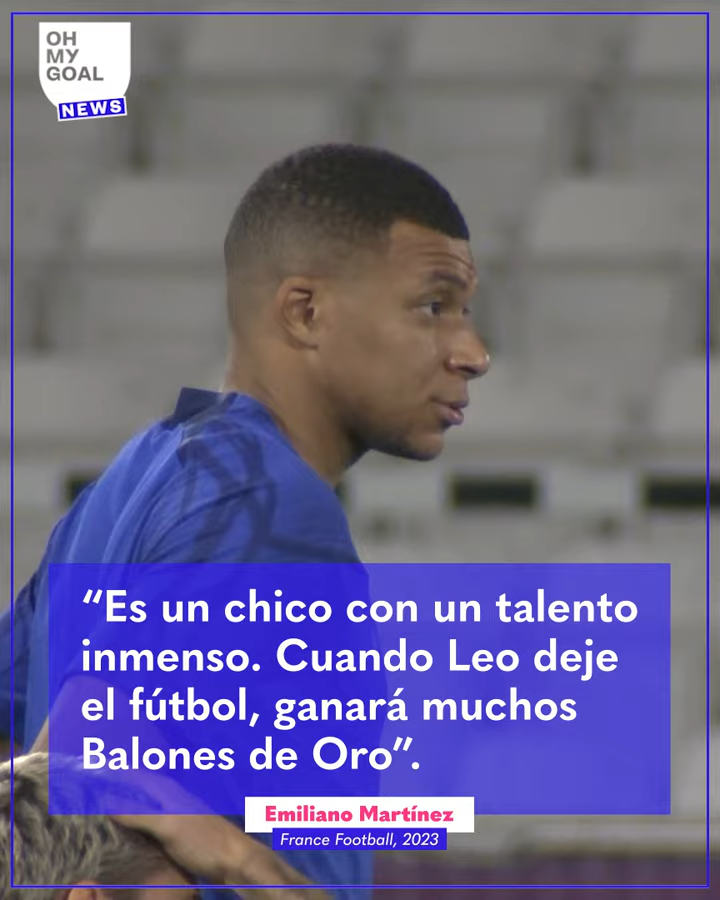 OH
MY
GOAL
NEWS
“Es un chico con un talento
inmenso. Cuando Leo deje
el fútbol, ganará muchos
Balones de Oro”.
Emiliano Martínez
France Football, 2023